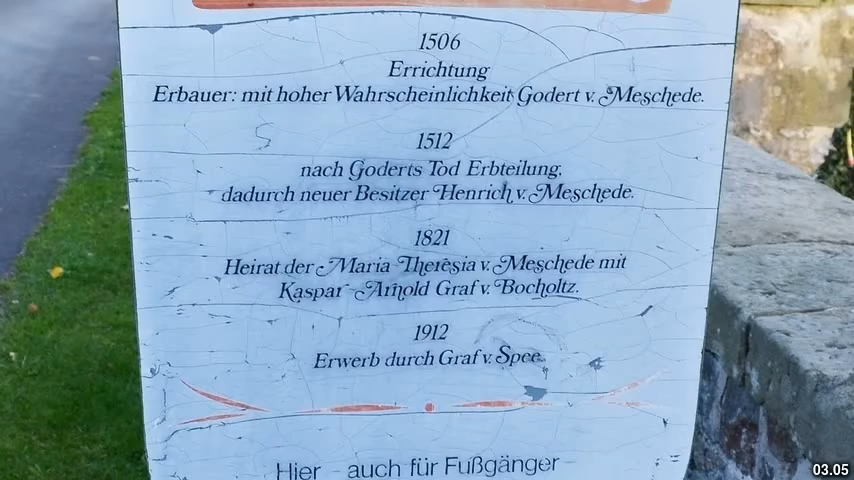 1506
Errichtung
Erbauer: mit hoher Wahrscheinlichkeit Godert v. Meschede.
1512
nach Goderts Tod Erbteilung,
dadurch neuer Besitzer Henrich v. Meschede.
1821
Heirat der Maria Theresia v. Meschede mit
Kaspar-Arnold Graf v. Bocholtz.
1912
Erwerb durch Graf v. Spee.
Hier - auch für Fußgänger
03.05